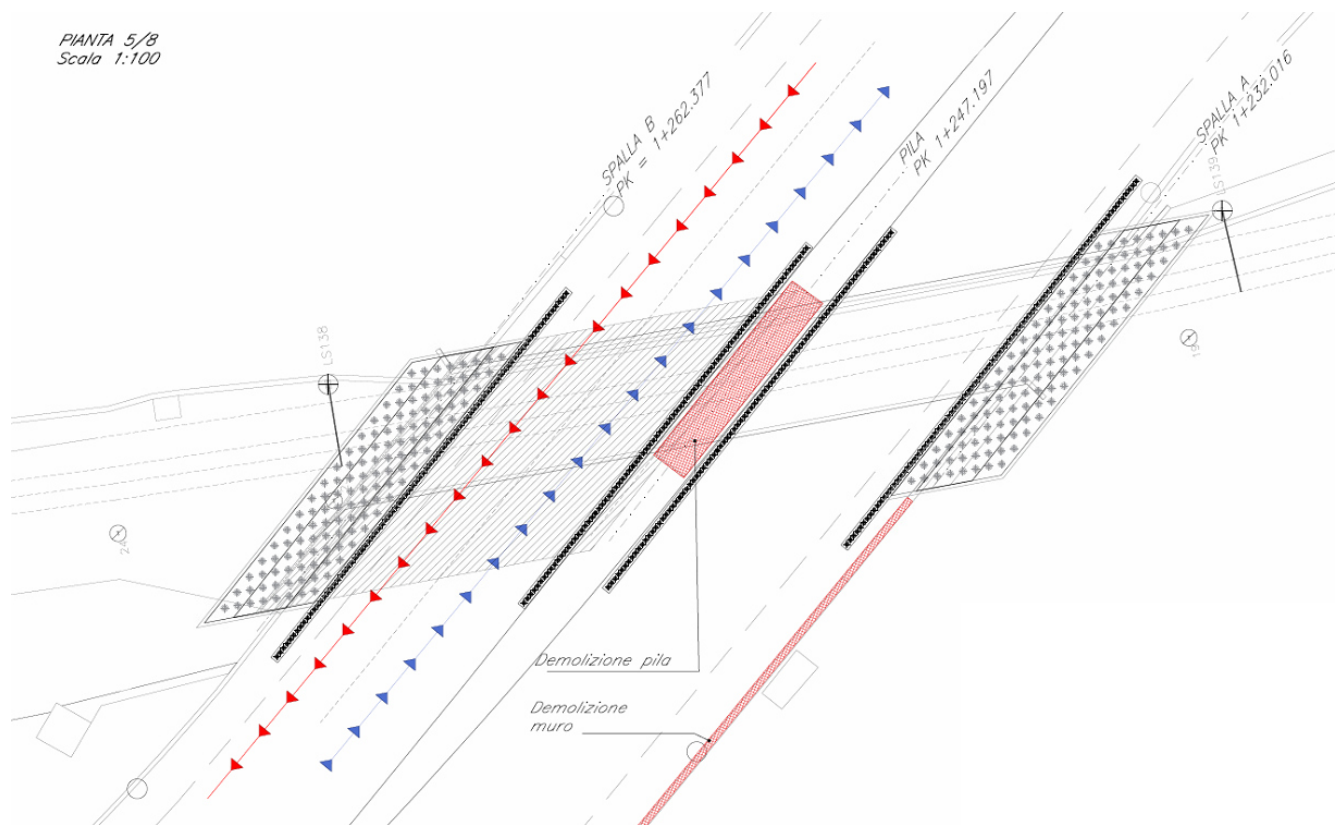 PIANTA 5/8
Scala 1:100
SPALLA B
PK = 1+262.377
PILA
PK 1+247.197
SPALLA A
PK 1+232.016
LS139
LS138
24
Demolizione pila
Demolizione
muro